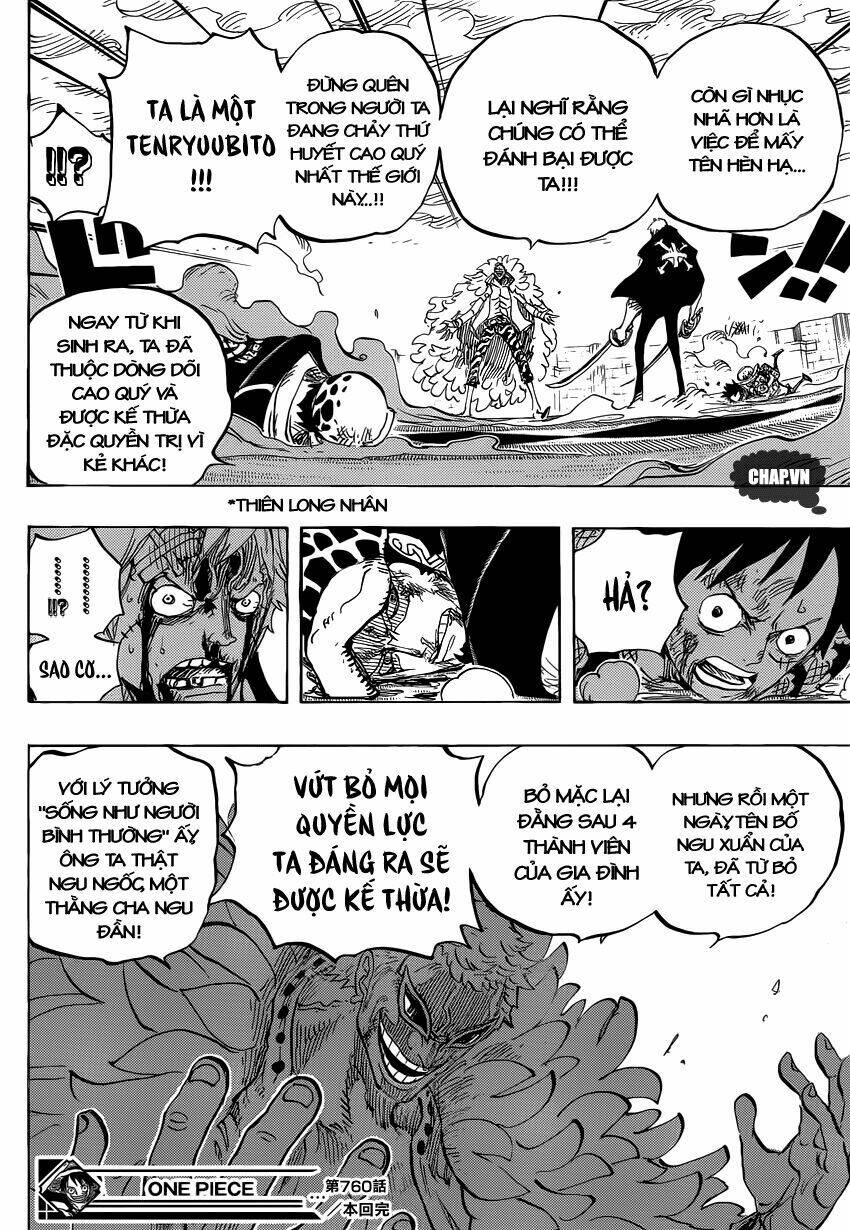 CÒN GÌ NHỤC
NHÃ HƠN LÀ
VIỆC ĐỂ MẤY
TÊN HÈN HẠ...
LẠI NGHĨ RẰNG
CHÚNG CÓ THỂ
ĐÁNH BẠI ĐƯỢC
TA!!!
ĐỪNG QUÊN
TRONG NGƯỜI TA
ĐANG CHẢY THỨ
HUYẾT CAO QUÝ
NHẤT THẾ GIỚI
NÀY..!!
TA LÀ MỘT
TENRYUUBITO
!!!
!!?
ド
ン!!
NGAY TỪ KHI
SINH RA, TA ĐÃ
THUỘC DÒNG DÕI
CAO QUÝ VÀ
ĐƯỢC KẾ THỪA
ĐẶC QUYỀN TRỊ VÌ
KẺ KHÁC!
CHAP.VN
*THIÊN LONG NHÂN
HẢ?
.........
.........
!!?
SAO CƠ...
NHƯNG RỒI MỘT
NGÀY, TÊN BỐ
NGU XUẨN CỦA
TA, ĐÃ TỪ BỎ
TẤT CẢ!
BỎ MẶC LẠI
ĐẰNG SAU 4
THÀNH VIÊN
CỦA GIA ĐÌNH
ẤY!
VỨT BỎ MỌI
QUYỀN LỰC
TA ĐÁNG RA SẼ
ĐƯỢC KẾ THỪA!
VỚI LÝ TƯỞNG
"SỐNG NHƯ NGƯỜI
BÌNH THƯỜNG" ẤY,
ÔNG TA THẬT
NGU NGỐC, MỘT
THẰNG CHA NGU
ĐẦN!
ONE PIECE
第760話
...／本回完